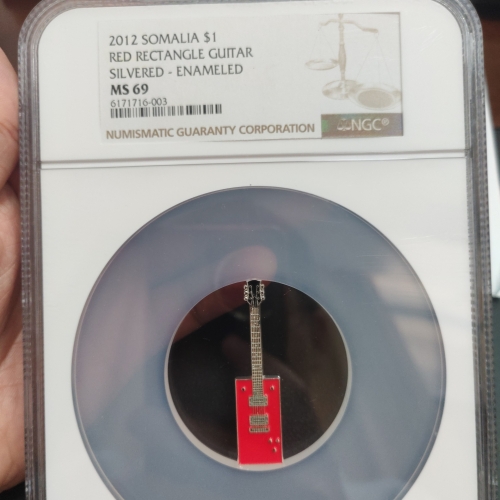 2012 SOMALIA $1
RED RECTANGLE GUITAR
SILVERED - ENAMELED
MS 69
6171716-003
NUMISMATIC GUARANTY CORPORATION
NGC®